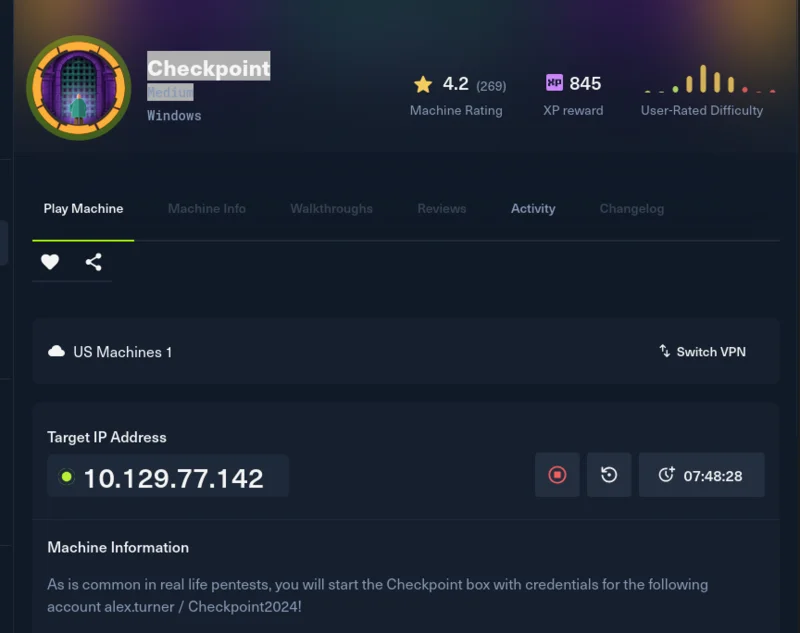 Checkpoint
Medium
Windows
4.2 (269)
Machine Rating
XP 845
XP reward
User-Rated Difficulty
Play Machine
Machine Info
Walkthroughs
Reviews
Activity
Changelog
US Machines 1
Switch VPN
Target IP Address
10.129.77.142
07:48:28
Machine Information
As is common in real life pentests, you will start the Checkpoint box with credentials for the following
account alex.turner / Checkpoint2024!